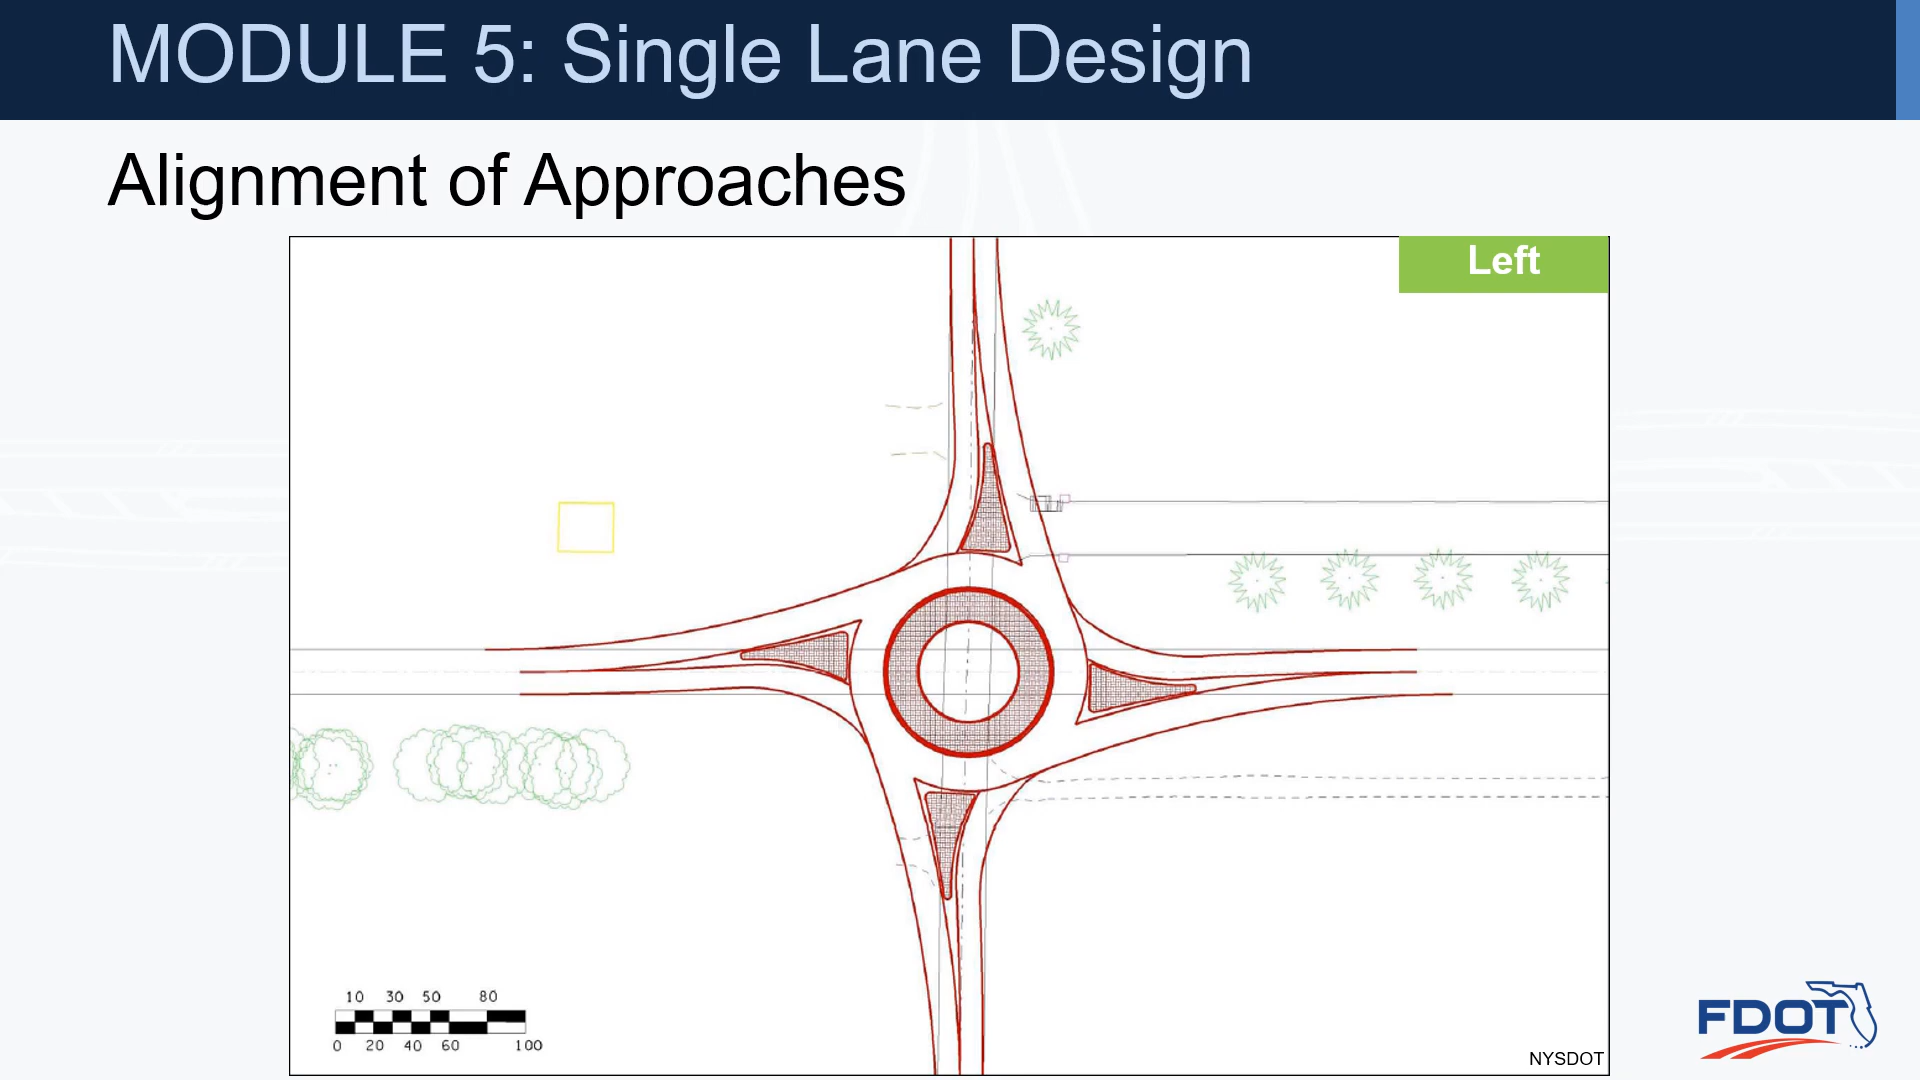 MODULE 5: Single Lane Design
Alignment of Approaches
Left
10 30 50 80
0 20 40 60 100
NYSDOT
FDOT